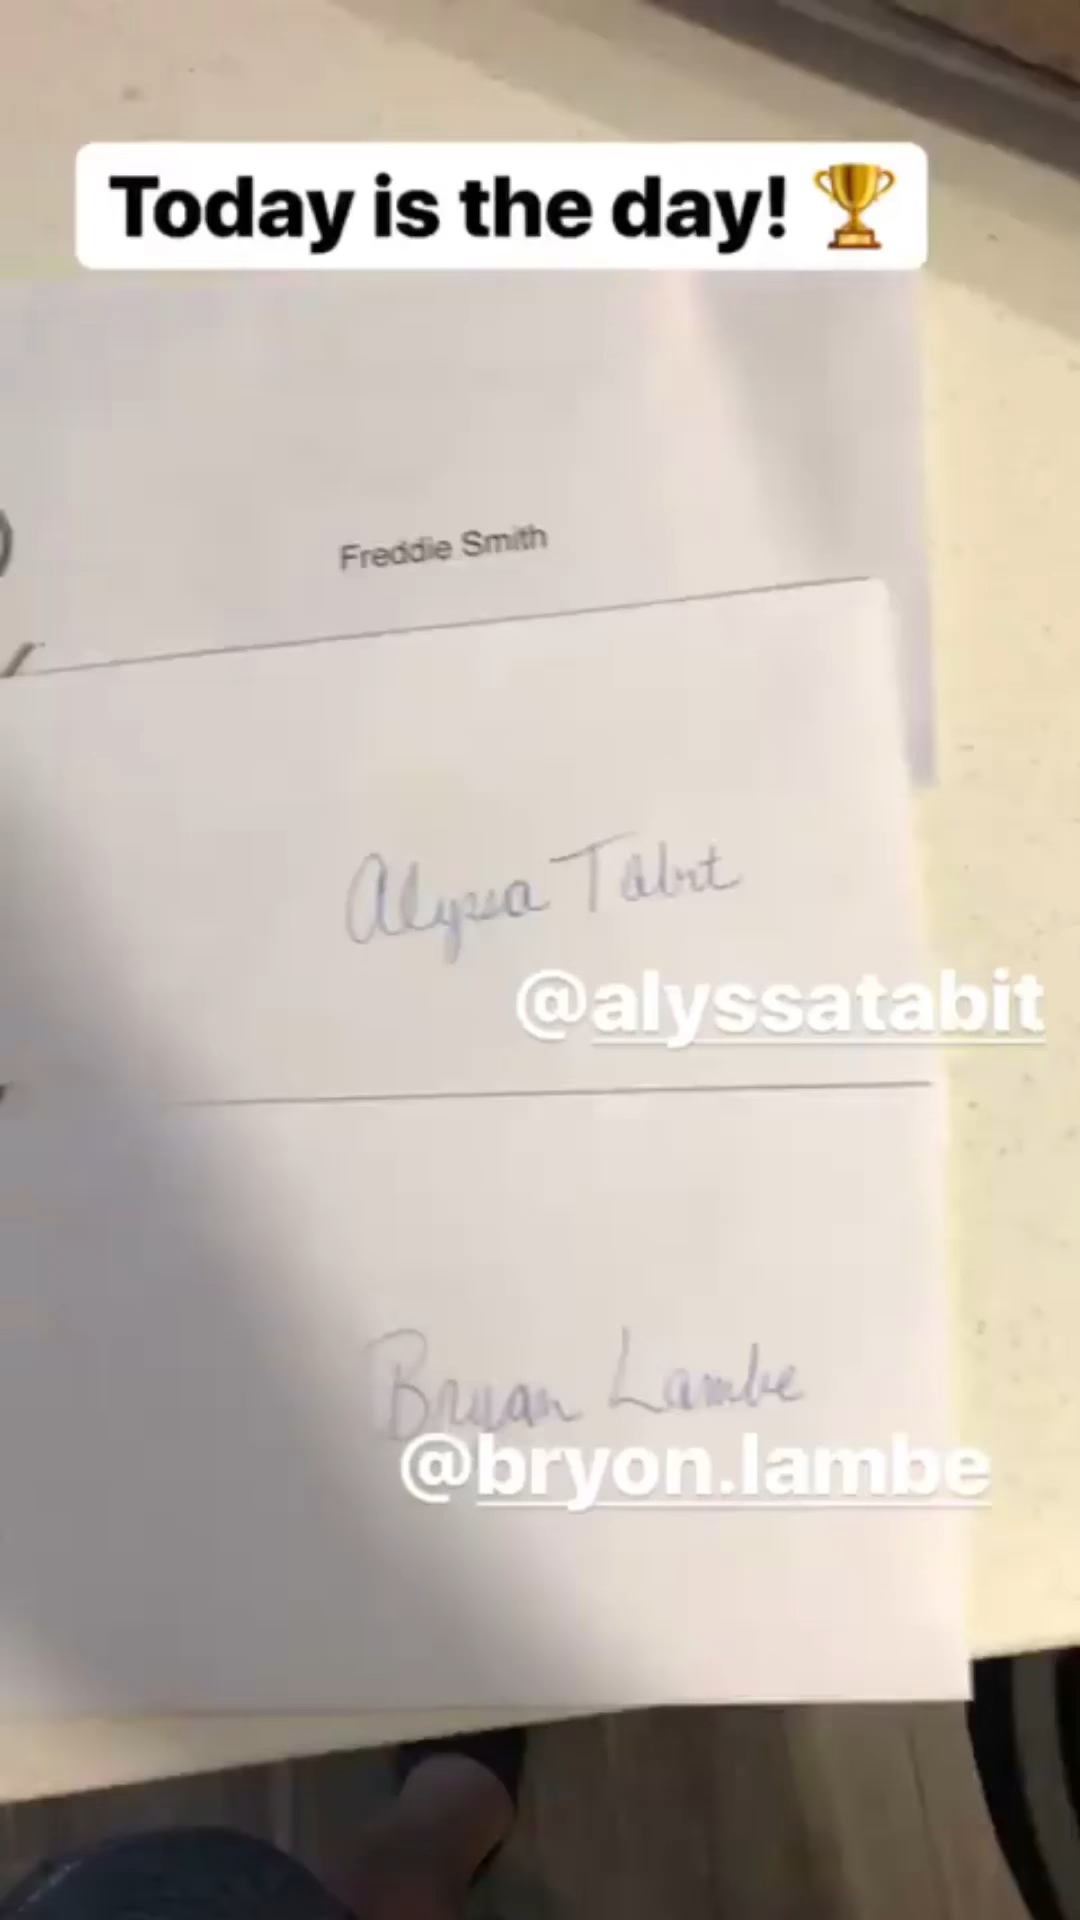 Today is the day! 🏆
Freddie Smith
Alyssa Tabit
@alyssatabit
Bryan Lambe
@bryon.lambe